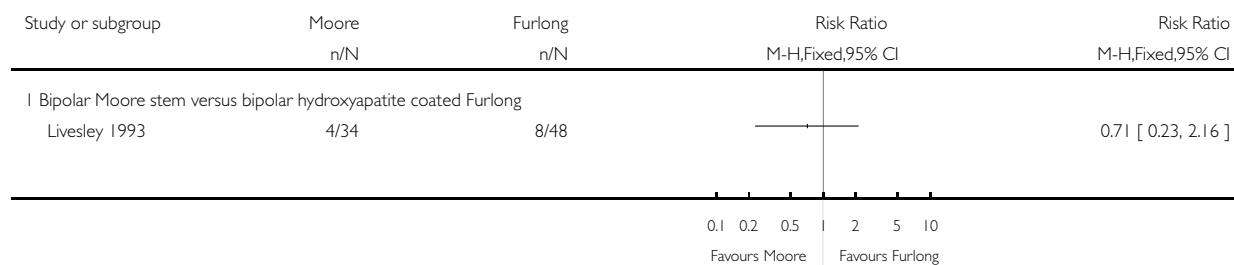 Study or subgroup Moore Furlong Risk Ratio Risk Ratio
n/N n/N M-H,Fixed,95% CI M-H,Fixed,95% CI
1 Bipolar Moore stem versus bipolar hydroxyapatite coated Furlong
Livesley 1993 4/34 8/48 0.71 [ 0.23, 2.16 ]
0.1 0.2 0.5 1 2 5 10
Favours Moore Favours Furlong